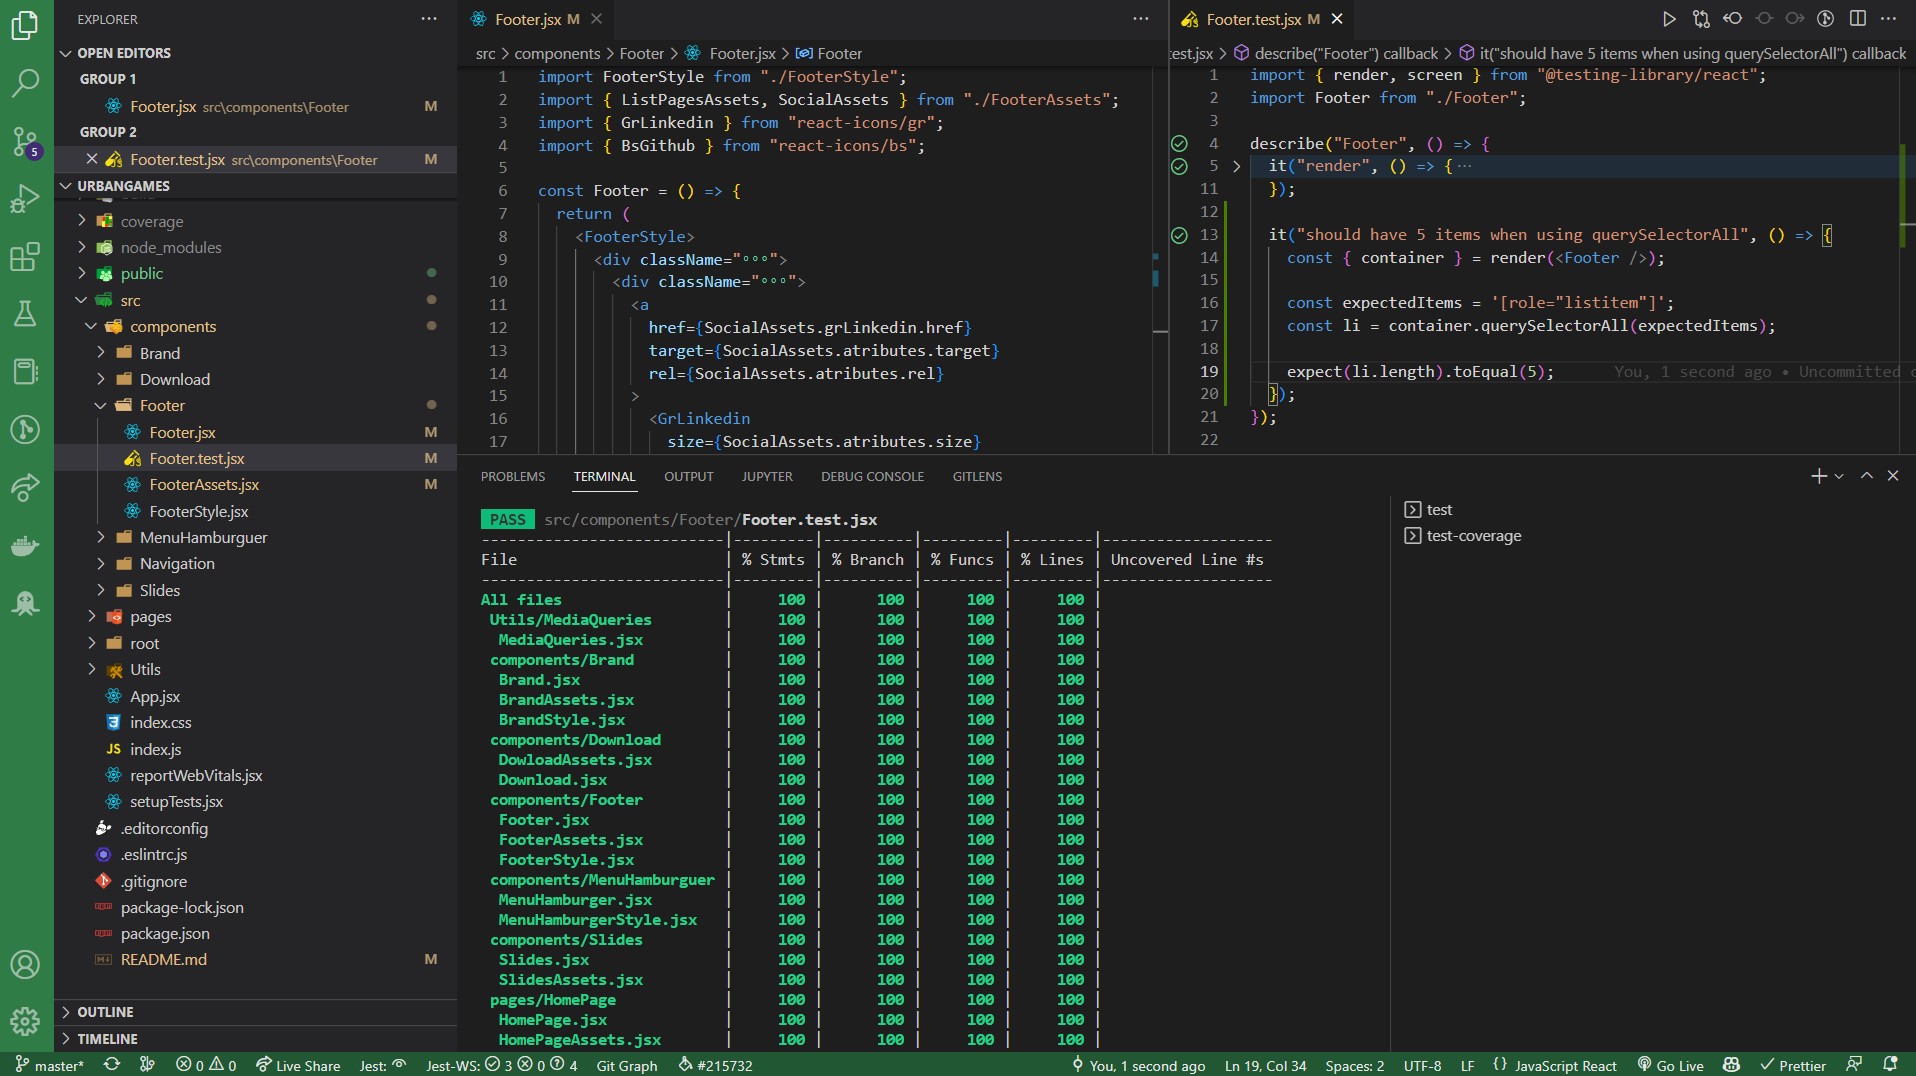 EXPLORER
OPEN EDITORS
GROUP 1
Footer.jsx src\components\Footer M
GROUP 2
Footer.test.jsx src\components\Footer M
URBANGAMES
coverage
node_modules
public
src
components
Brand
Download
Footer
Footer.jsx M
Footer.test.jsx M
FooterAssets.jsx M
FooterStyle.jsx
MenuHamburguer
Navigation
Slides
pages
root
Utils
App.jsx
index.css
JS index.js
reportWebVitals.jsx
setupTests.jsx
.editorconfig
.eslintrc.js
.gitignore
package-lock.json
package.json
README.md M
OUTLINE
TIMELINE
5
Footer.jsx M
src > components > Footer > Footer.jsx > Footer
1 import FooterStyle from "./FooterStyle";
2 import { ListPagesAssets, SocialAssets } from "./FooterAssets";
3 import { GrLinkedin } from "react-icons/gr";
4 import { BsGithub } from "react-icons/bs";
5
6 const Footer = () => {
7 return (
8 <FooterStyle>
9 <div className="°°°">
10 <div className="°°°">
11 <a
12 href={SocialAssets.grLinkedin.href}
13 target={SocialAssets.atributes.target}
14 rel={SocialAssets.atributes.rel}
15 >
16 <GrLinkedin
17 size={SocialAssets.atributes.size}
Footer.test.jsx M
est.jsx > describe("Footer") callback > it("should have 5 items when using querySelectorAll") callback
1 import { render, screen } from "@testing-library/react";
2 import Footer from "./Footer";
3
4 describe("Footer", () => {
5 it("render", () => {···
11 });
12
13 it("should have 5 items when using querySelectorAll", () => {
14 const { container } = render(<Footer />);
15
16 const expectedItems = '[role="listitem"]';
17 const li = container.querySelectorAll(expectedItems);
18
19 expect(li.length).toEqual(5); You, 1 second ago • Uncommitted c
20 });
21 });
22
PROBLEMS TERMINAL OUTPUT JUPYTER DEBUG CONSOLE GITLENS
PASS src/components/Footer/Footer.test.jsx
---------------------------|---------|----------|---------|---------|-------------------
File | % Stmts | % Branch | % Funcs | % Lines | Uncovered Line #s
---------------------------|---------|----------|---------|---------|-------------------
All files | 100 | 100 | 100 | 100 |
Utils/MediaQueries | 100 | 100 | 100 | 100 |
MediaQueries.jsx | 100 | 100 | 100 | 100 |
components/Brand | 100 | 100 | 100 | 100 |
Brand.jsx | 100 | 100 | 100 | 100 |
BrandAssets.jsx | 100 | 100 | 100 | 100 |
BrandStyle.jsx | 100 | 100 | 100 | 100 |
components/Download | 100 | 100 | 100 | 100 |
DowloadAssets.jsx | 100 | 100 | 100 | 100 |
Download.jsx | 100 | 100 | 100 | 100 |
components/Footer | 100 | 100 | 100 | 100 |
Footer.jsx | 100 | 100 | 100 | 100 |
FooterAssets.jsx | 100 | 100 | 100 | 100 |
FooterStyle.jsx | 100 | 100 | 100 | 100 |
components/MenuHamburguer | 100 | 100 | 100 | 100 |
MenuHamburger.jsx | 100 | 100 | 100 | 100 |
MenuHamburgerStyle.jsx | 100 | 100 | 100 | 100 |
components/Slides | 100 | 100 | 100 | 100 |
Slides.jsx | 100 | 100 | 100 | 100 |
SlidesAssets.jsx | 100 | 100 | 100 | 100 |
pages/HomePage | 100 | 100 | 100 | 100 |
HomePage.jsx | 100 | 100 | 100 | 100 |
HomePageAssets.jsx | 100 | 100 | 100 | 100 |
test
test-coverage
master* 0 0 Live Share Jest: Jest-WS: 3 0 4 Git Graph #215732 You, 1 second ago Ln 19, Col 34 Spaces: 2 UTF-8 LF {} JavaScript React Go Live Prettier